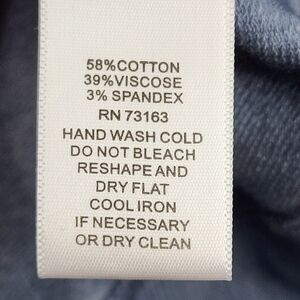 58%COTTON
39%VISCOSE
3% SPANDEX
RN 73163
HAND WASH COLD
DO NOT BLEACH
RESHAPE AND
DRY FLAT
COOL IRON
IF NECESSARY
OR DRY CLEAN